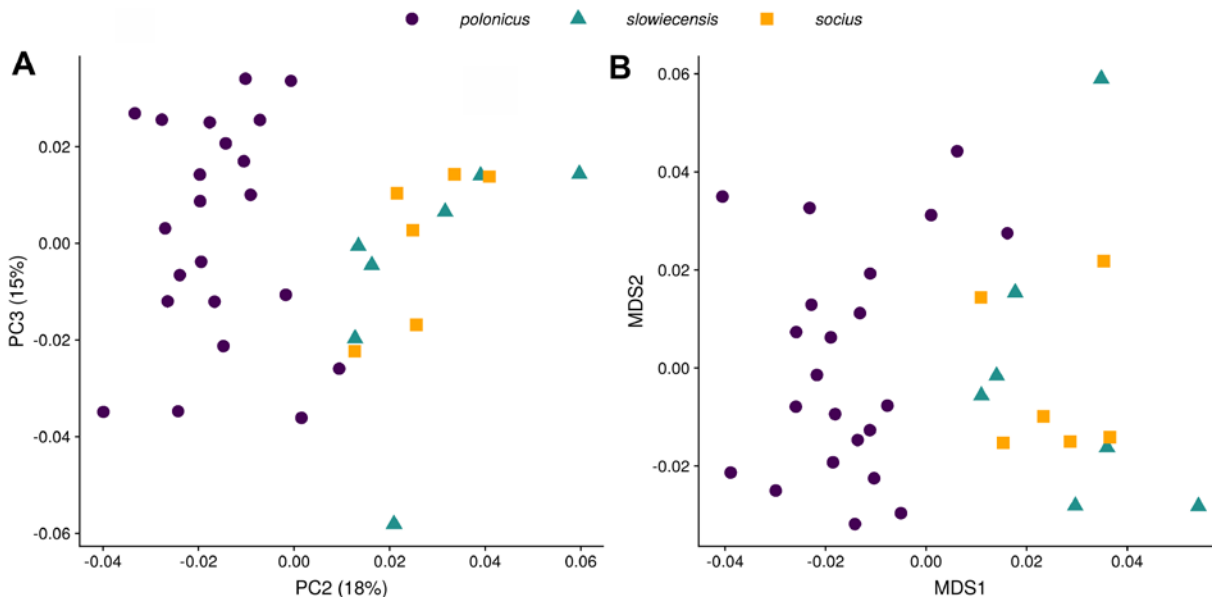 polonicus slowiecensis socius
A B
0.02
0.00
-0.02
-0.04
-0.06
PC3 (15%)
-0.04 -0.02 0.00 0.02 0.04 0.06
PC2 (18%)
0.06
0.04
0.02
0.00
-0.02
MDS2
-0.04 -0.02 0.00 0.02 0.04
MDS1